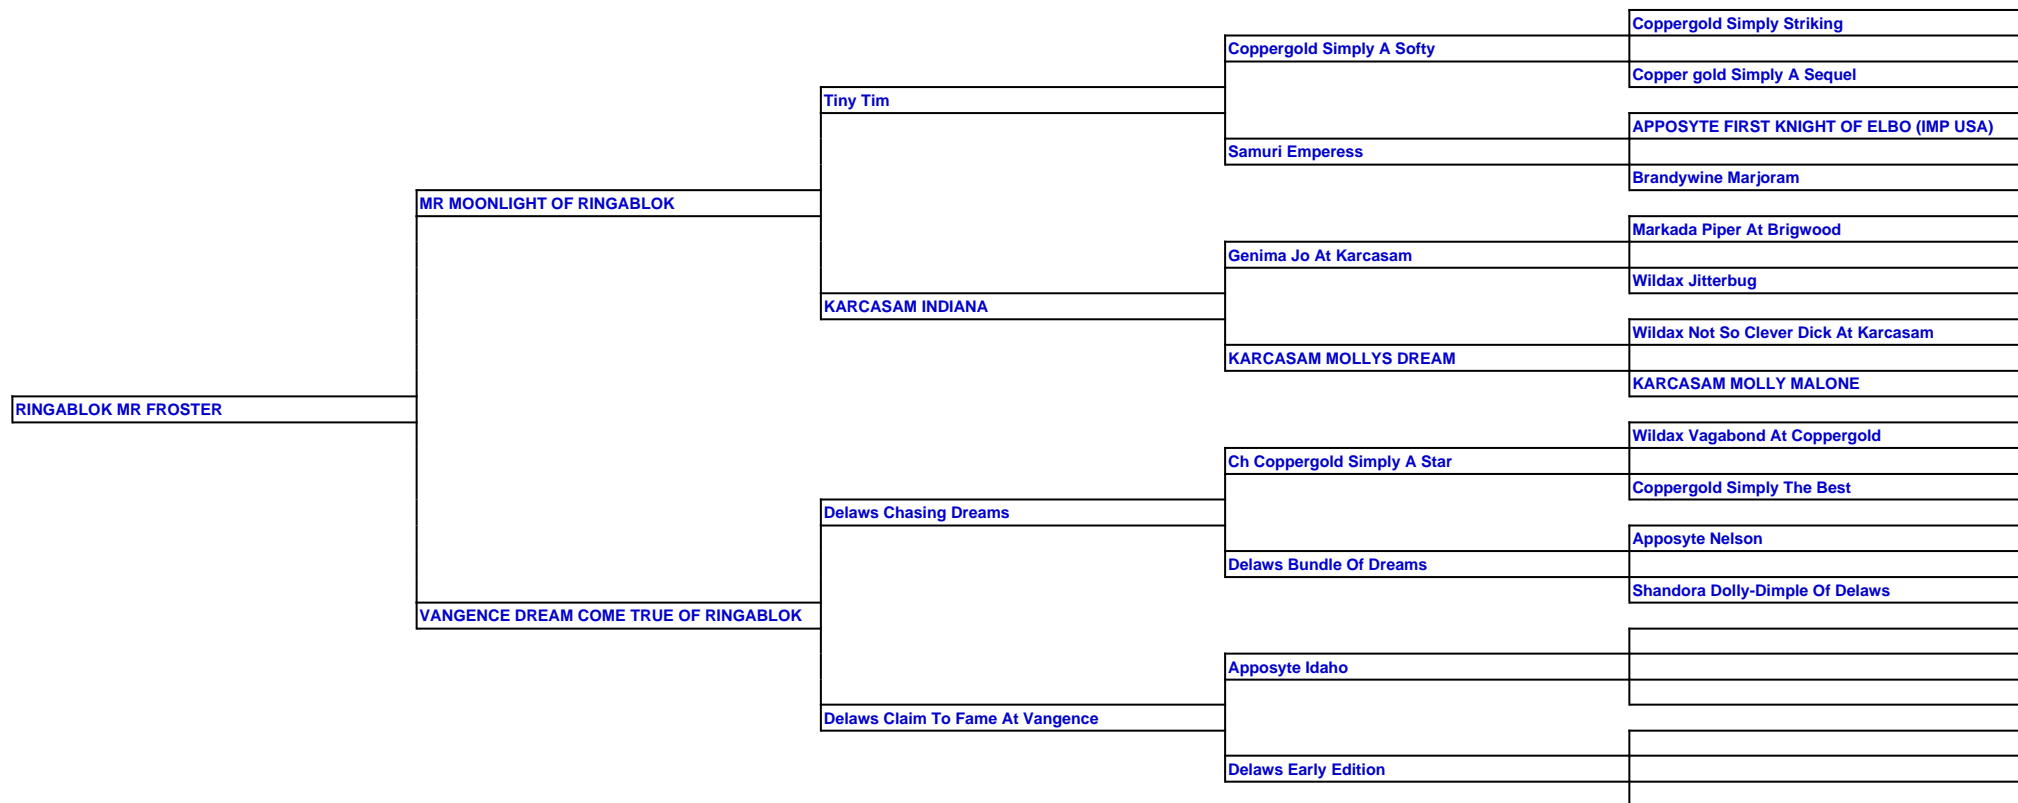 Coppergold Simply Striking
Coppergold Simply A Softy
Copper gold Simply A Sequel
Tiny Tim
APPOSYTE FIRST KNIGHT OF ELBO (IMP USA)
Samuri Emperess
Brandywine Marjoram
MR MOONLIGHT OF RINGABLOK
Markada Piper At Brigwood
Genima Jo At Karcasam
Wildax Jitterbug
KARCASAM INDIANA
Wildax Not So Clever Dick At Karcasam
KARCASAM MOLLYS DREAM
KARCASAM MOLLY MALONE
RINGABLOK MR FROSTER
Wildax Vagabond At Coppergold
Ch Coppergold Simply A Star
Coppergold Simply The Best
Delaws Chasing Dreams
Apposyte Nelson
Delaws Bundle Of Dreams
Shandora Dolly-Dimple Of Delaws
VANGENCE DREAM COME TRUE OF RINGABLOK
Apposyte Idaho
Delaws Claim To Fame At Vangence
Delaws Early Edition